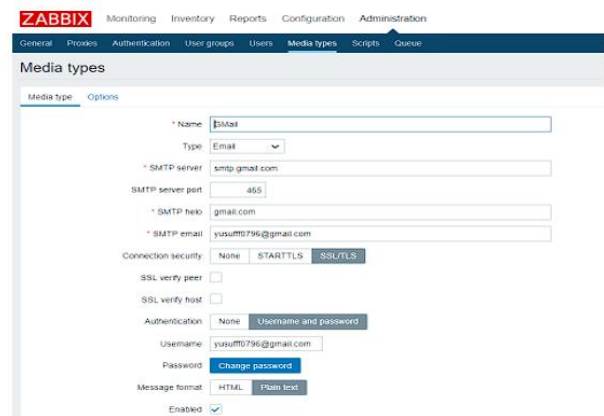 ZABBIX Monitoring Inventory Reports Configuration Administration
General Proxies Authentication User groups Users Media types Scripts Queue
Media types
Media type Options
* Name GMail
Type Email
* SMTP server smtp.gmail.com
SMTP server port 465
* SMTP helo gmail.com
* SMTP email yusufff0796@gmail.com
Connection security None STARTTLS SSL/TLS
SSL verify peer
SSL verify host
Authentication None Username and password
Username yusufff0796@gmail.com
Password Change password
Message format HTML Plain text
Enabled